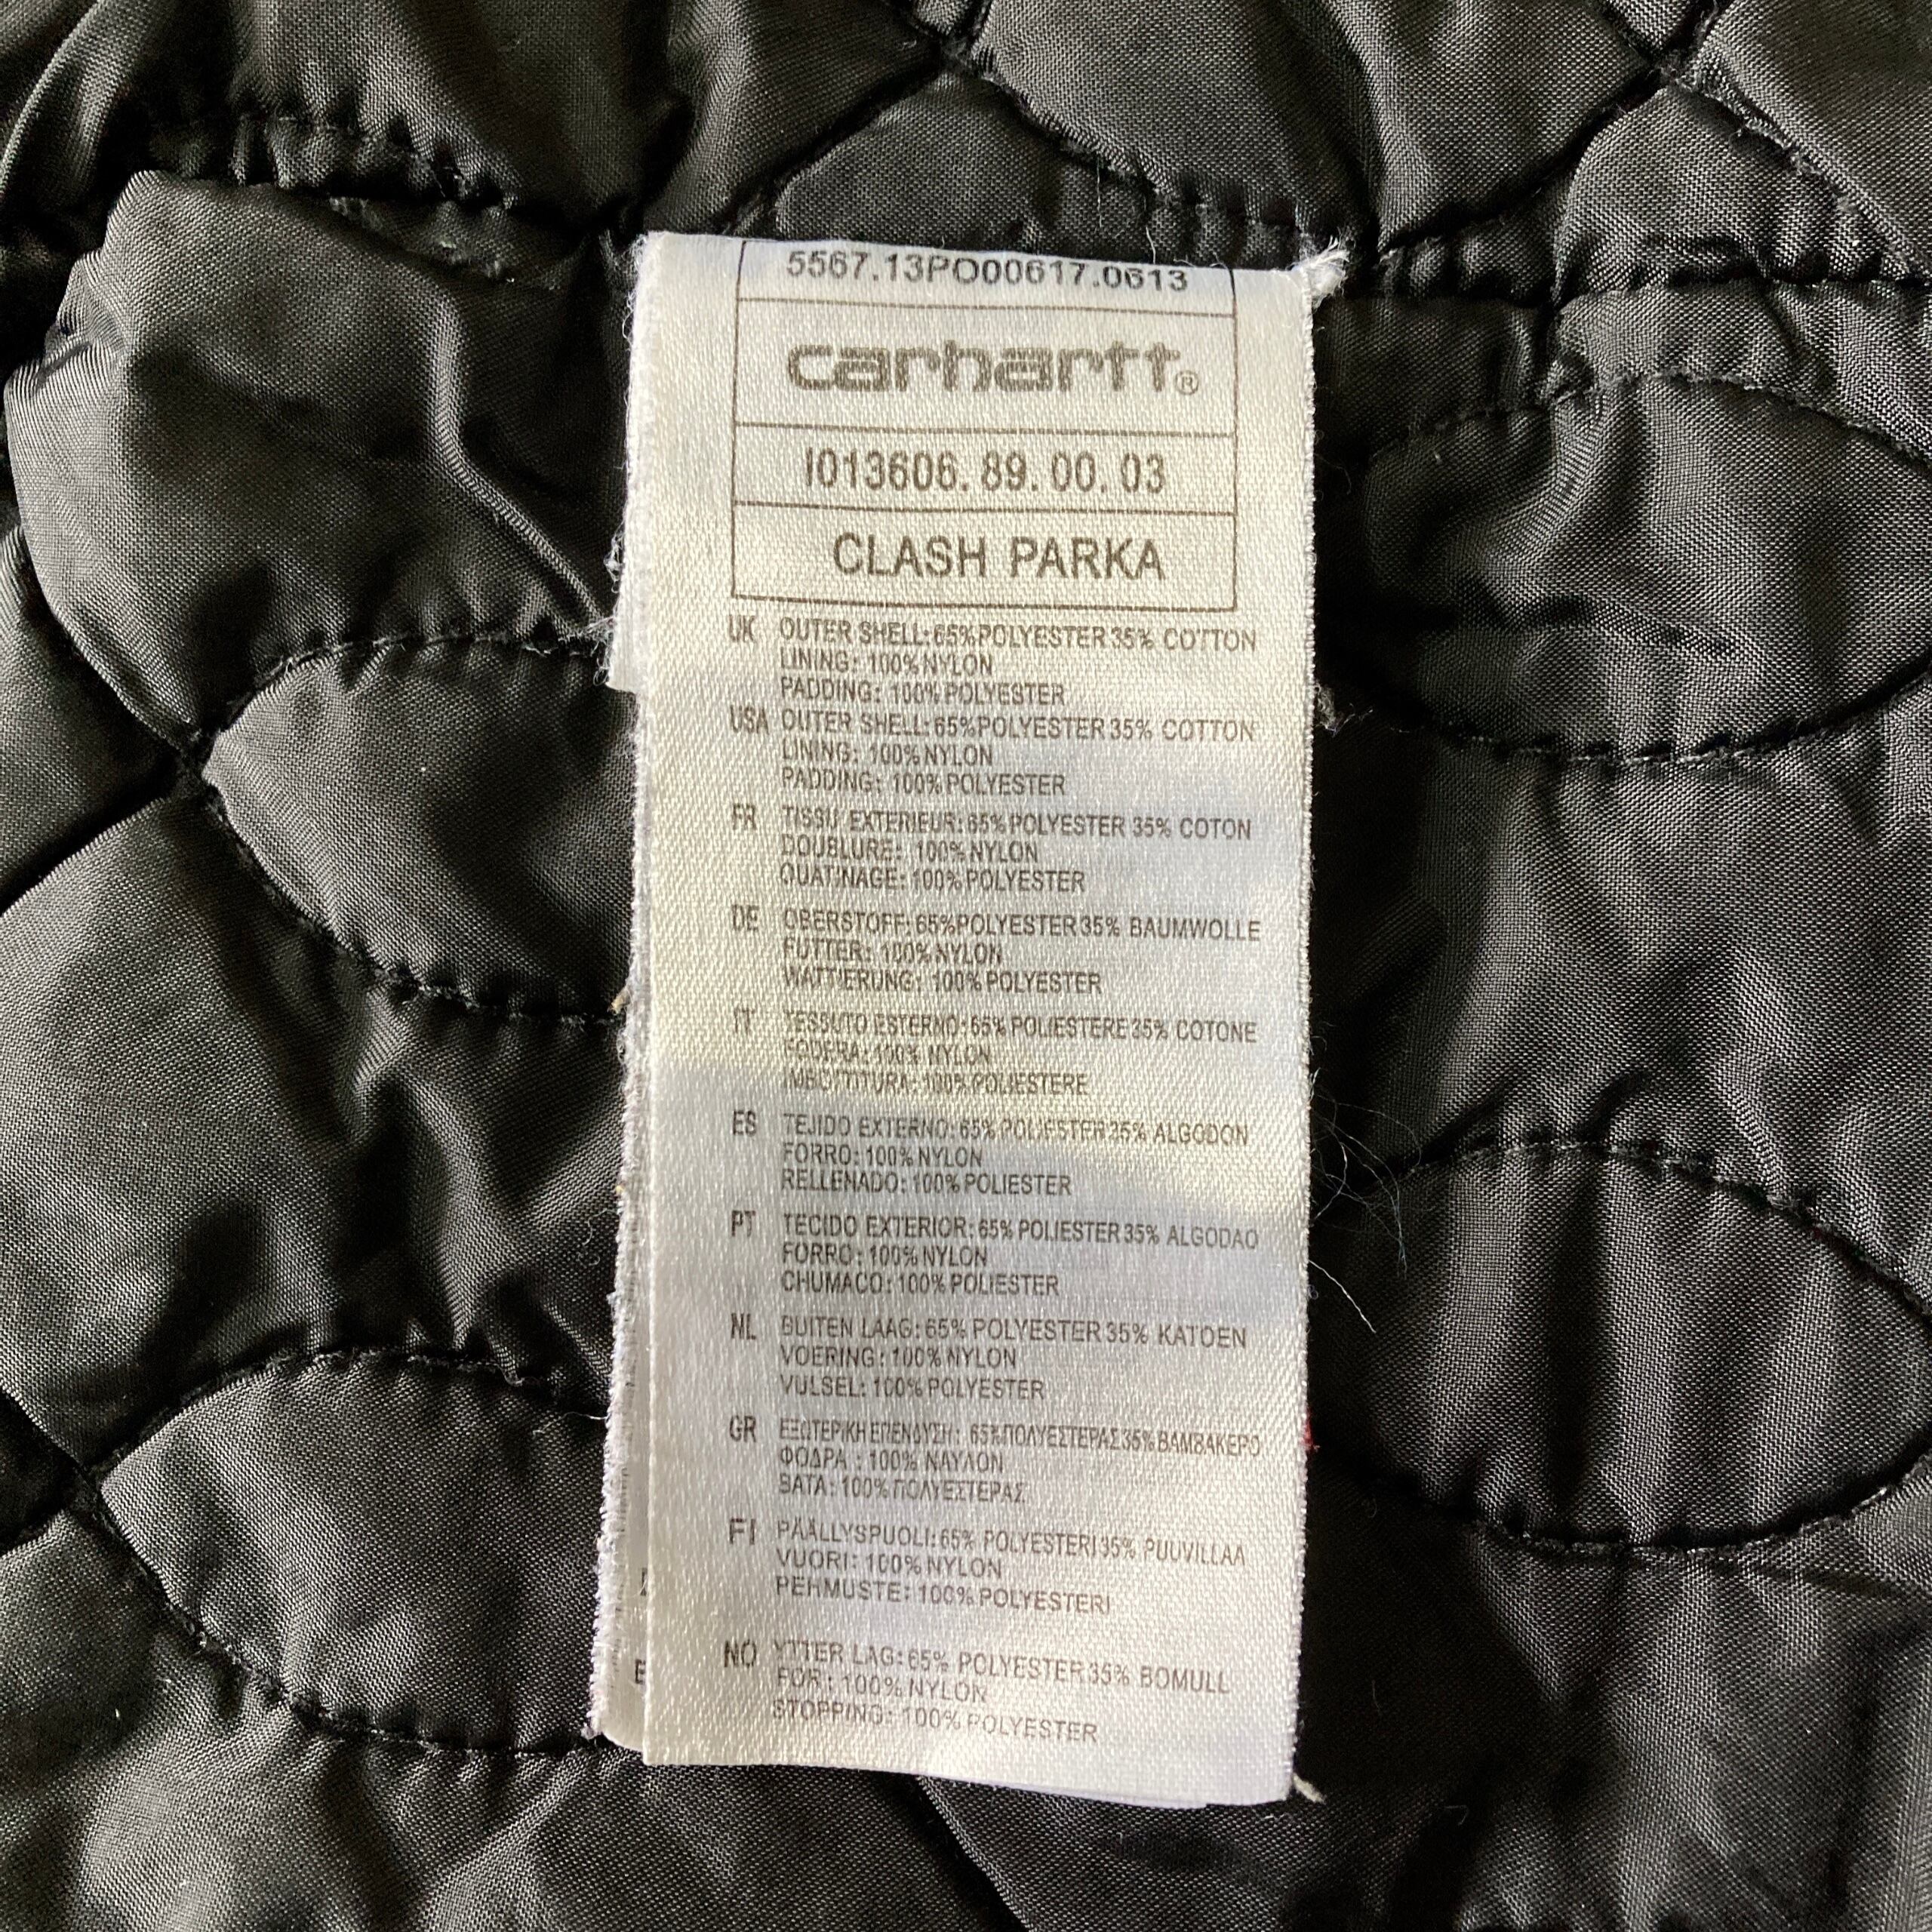 5567.13PO00617.0613
carhartt®
I013606. 89. 00. 03
CLASH PARKA
UK OUTER SHELL: 65%POLYESTER 35% COTTON
LINING: 100%NYLON
PADDING: 100%POLYESTER
USA OUTER SHELL: 65%POLYESTER 35% COTTON
LINING: 100%NYLON
PADDING: 100%POLYESTER
FR TISSU EXTERIEUR: 65%POLYESTER 35% COTON
DOUBLURE: 100%NYLON
OUATINAGE: 100%POLYESTER
DE OBERSTOFF: 65%POLYESTER 35% BAUMWOLLE
FUTTER: 100%NYLON
WATTIERUNG: 100%POLYESTER
IT TESSUTO ESTERNO: 65% POLIESTERE 35% COTONE
FODERA: 100% NYLON
IMBOTTITURA: 100%POLIESTERE
ES TEJIDO EXTERNO: 65% POLIESTER 35% ALGODON
FORRO: 100%NYLON
RELLENADO: 100%POLIESTER
PT TECIDO EXTERIOR: 65% POLIESTER 35% ALGODAO
FORRO: 100%NYLON
CHUMACO: 100%POLIESTER
NL BUITEN LAAG: 65% POLYESTER 35% KATOEN
VOERING: 100%NYLON
VULSEL: 100%POLYESTER
GR ΕΞΩΤΕΡΙΚΗ ΕΠΕΝΔΥΣΗ: 65%ΠΟΛΥΕΣΤΕΡΑΣ 35% ΒΑΜΒΑΚΕΡΟ
ΦΟΔΡΑ : 100% ΝΑΥΛΟΝ
ΒΑΤΑ: 100%ΠΟΛΥΕΣΤΕΡΑΣ
FI PÄÄLLYSPUOLI: 65% POLYESTERI 35% PUUVILLAA
VUORI: 100%NYLON
PEHMUSTE: 100%POLYESTERI
NO YTTER LAG: 65% POLYESTER 35% BOMULL
FOR: 100%NYLON
STOPPING: 100%POLYESTER